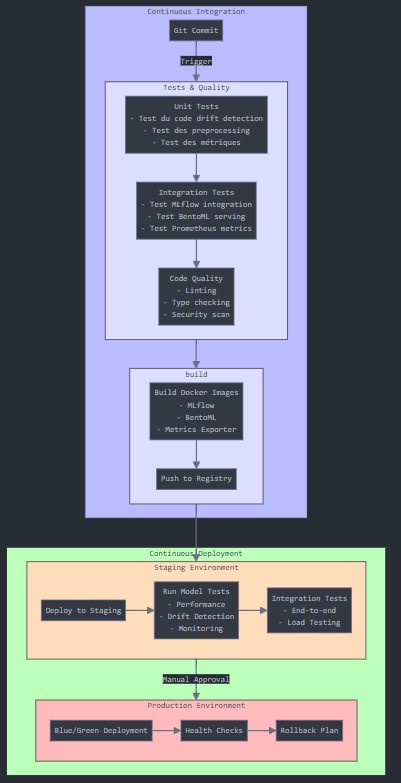 Continuous Integration
Git Commit
Trigger
Tests & Quality
Unit Tests
- Test du code drift detection
- Test des preprocessing
- Test des métriques
Integration Tests
- Test MLflow integration
- Test BentoML serving
- Test Prometheus metrics
Code Quality
- Linting
- Type checking
- Security scan
build
Build Docker Images
- MLflow
- BentoML
- Metrics Exporter
Push to Registry
Continuous Deployment
Staging Environment
Deploy to Staging
Run Model Tests
- Performance
- Drift Detection
- Monitoring
Integration Tests
- End-to-end
- Load Testing
Manual Approval
Production Environment
Blue/Green Deployment
Health Checks
Rollback Plan